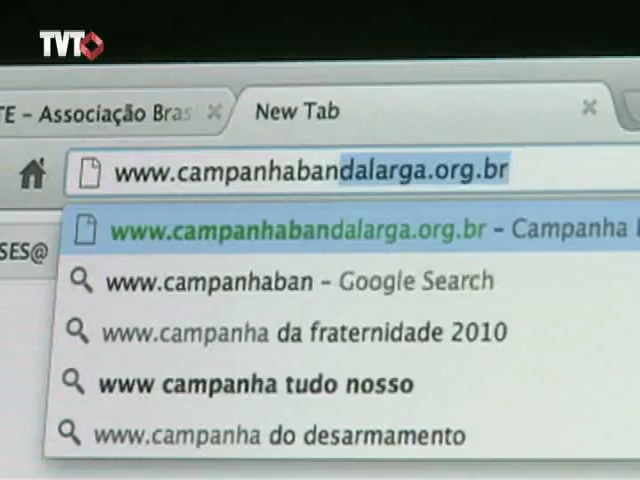 TVT
TE – Associação Bras
New Tab
www.campanhabandalarga.org.br
www.campanhabandalarga.org.br – Campanha
SES@
www.campanhaban – Google Search
www.campanha da fraternidade 2010
www campanha tudo nosso
www.campanha do desarmamento